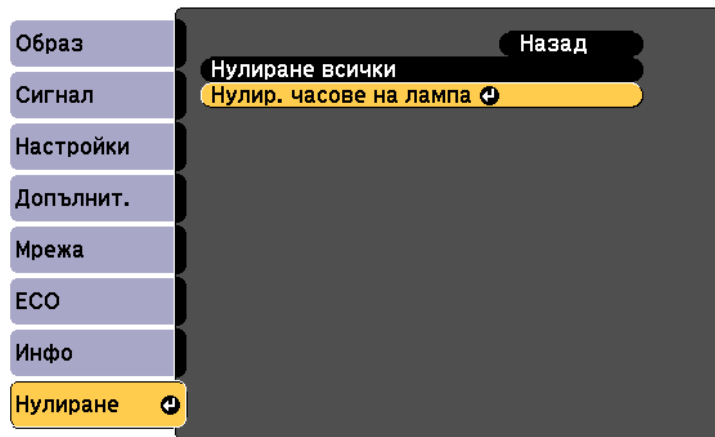 Образ
Сигнал
Настройки
Допълнит.
Мрежа
ECO
Инфо
Нулиране
Назад
Нулиране всички
Нулир. часове на лампа